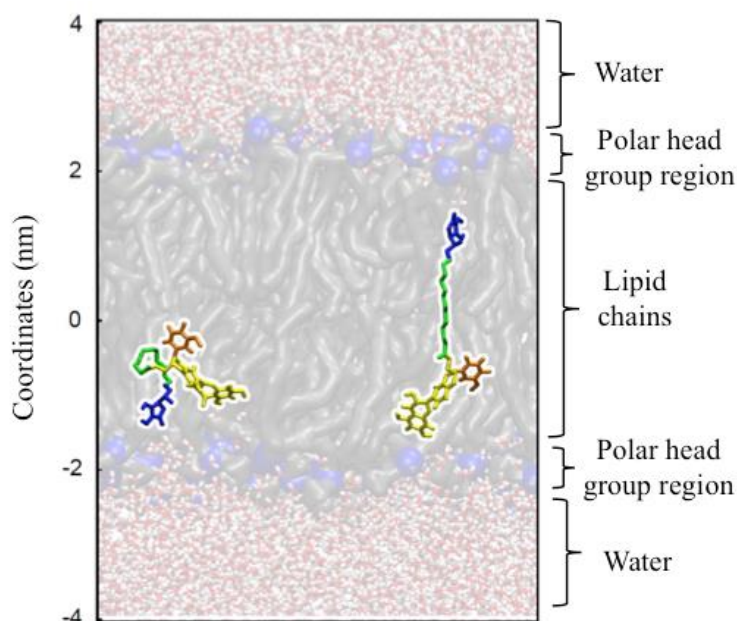 4
Water
Polar head
group region
2
Coordinates (nm)
0
Lipid
chains
-2
Polar head
group region
Water
-4